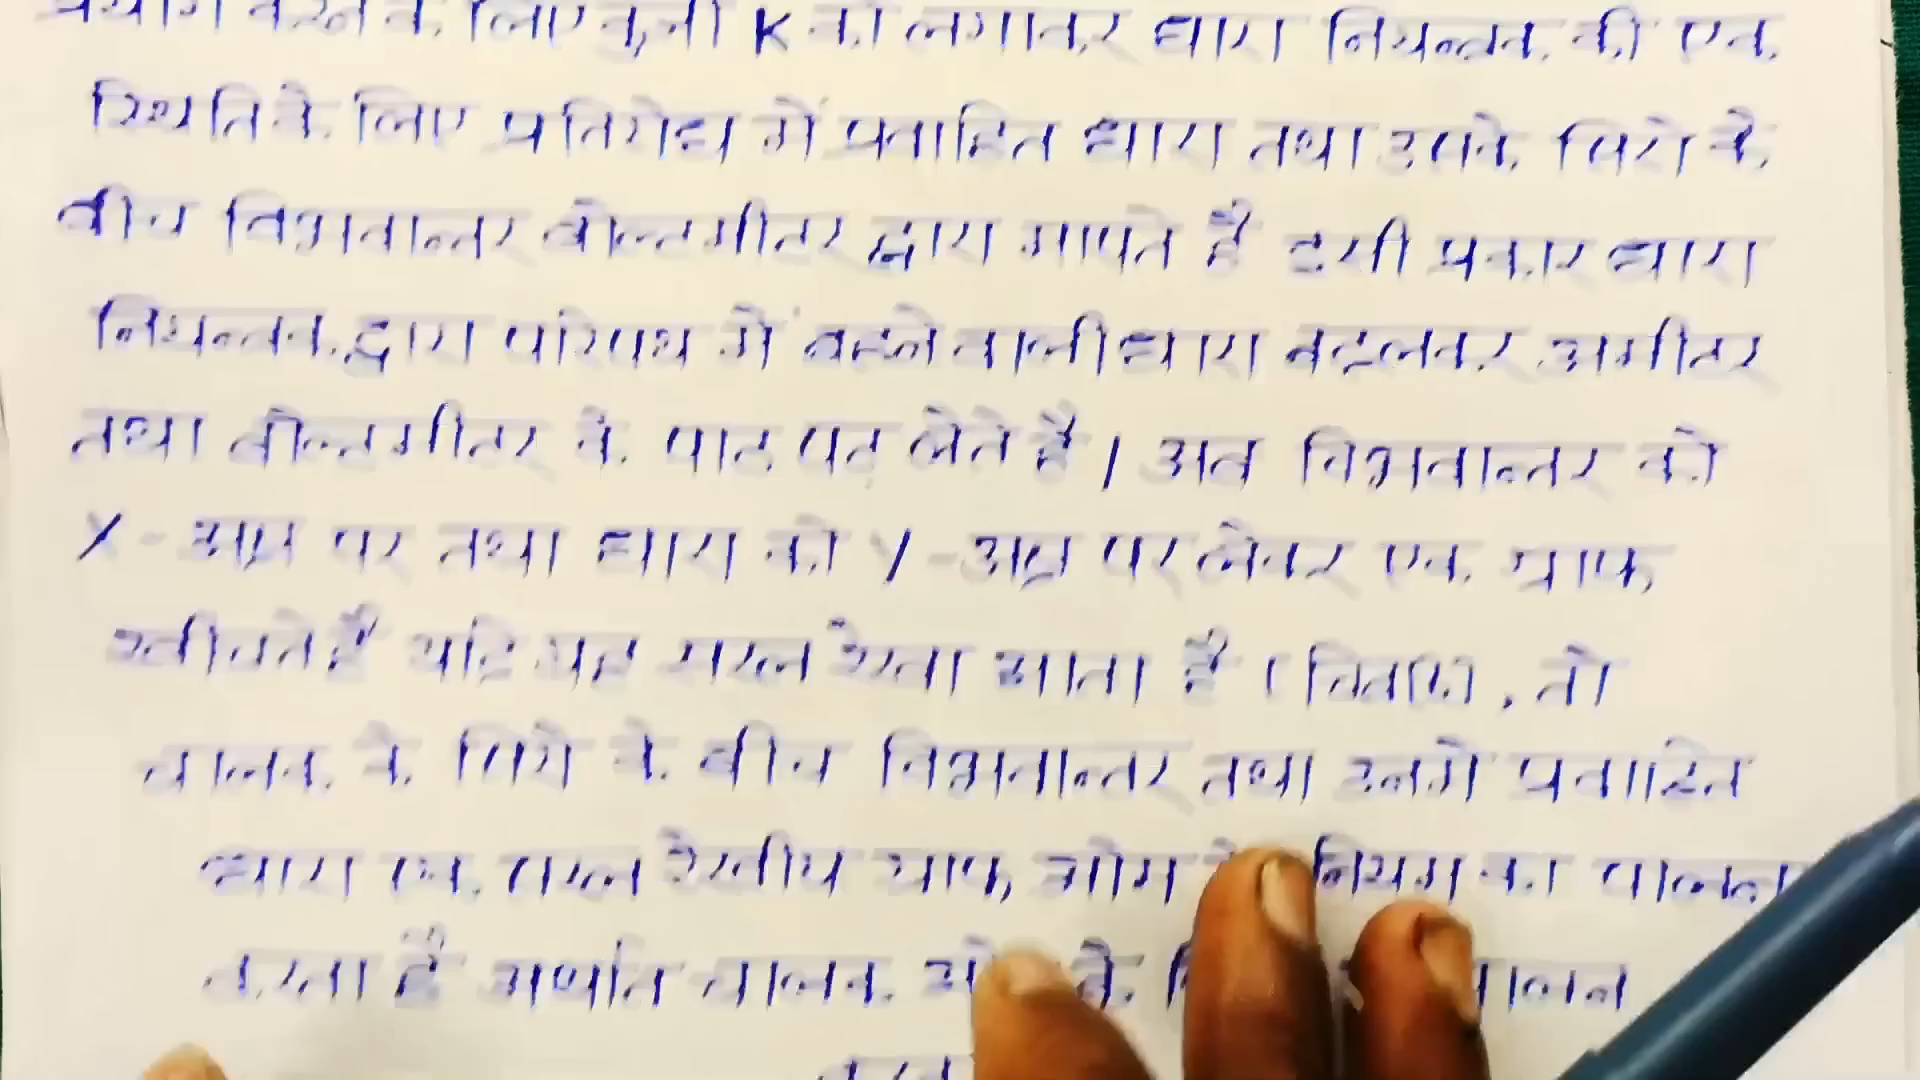 प्रयोग करने के लिए कुंजी K को लगाकर धारा नियन्त्रक की एक
स्थिति के लिए प्रतिरोध में प्रवाहित धारा तथा उसके सिरो के
बीच विभवान्तर वोल्टमीटर द्वारा मापते हैं इसी प्रकार धारा
नियन्त्रक द्वारा परिपथ में बहने वाली धारा बदलकर अमीटर
तथा वोल्टमीटर के पाठ पढ़ लेते हैं। अब विभवान्तर को
X-अक्ष पर तथा धारा को Y-अक्ष पर लेकर एक ग्राफ
खीचते हैं यदि यह सरल रेखा आता है।, तो
चालक के सिरो के बीच विभवान्तर तथा उनमें प्रवाहित
धारा एक सरल रेखीय ग्राफ ओम नियम का पालन
करता है अर्थात चालक के पालन